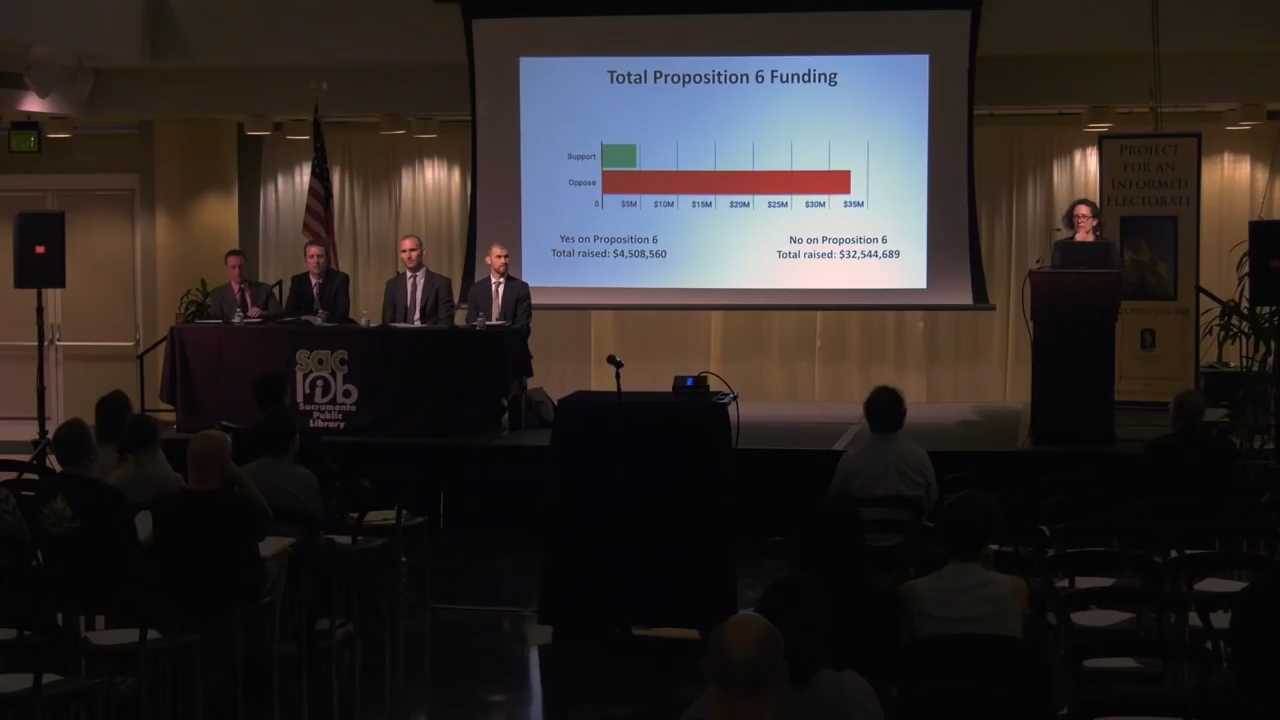 Total Proposition 6 Funding
Support
Oppose
0 $5M $10M $15M $20M $25M $30M $35M
Yes on Proposition 6
Total raised: $4,508,560
No on Proposition 6
Total raised: $32,544,689
PROJECT
FOR AN
INFORMED
ELECTORATE
sac
lib
Sacramento
Public
Library